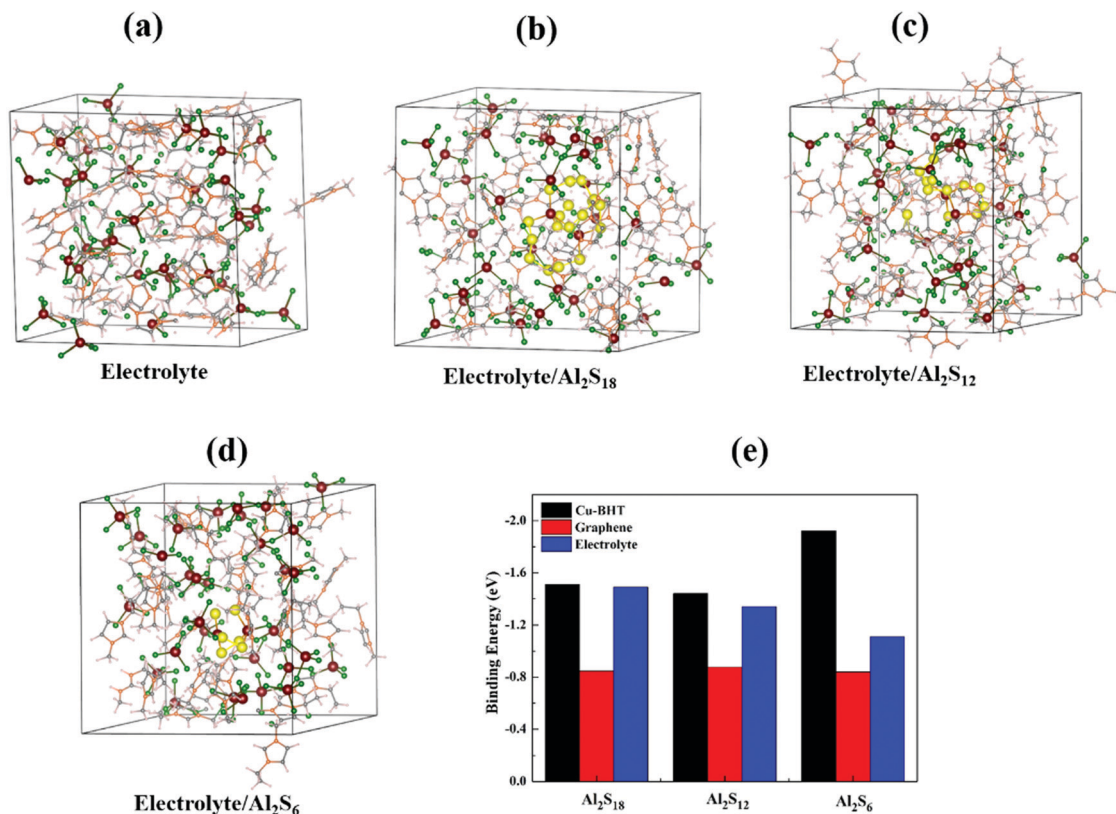 (a)
(b)
(c)
Electrolyte
Electrolyte/Al₂S₁₈
Electrolyte/Al₂S₁₂
(d)
(e)
Electrolyte/Al₂S₆
Cu-BHT
Graphene
Electrolyte
Binding Energy (eV)
-2.0
-1.6
-1.2
-0.8
-0.4
0.0
Al₂S₁₈
Al₂S₁₂
Al₂S₆